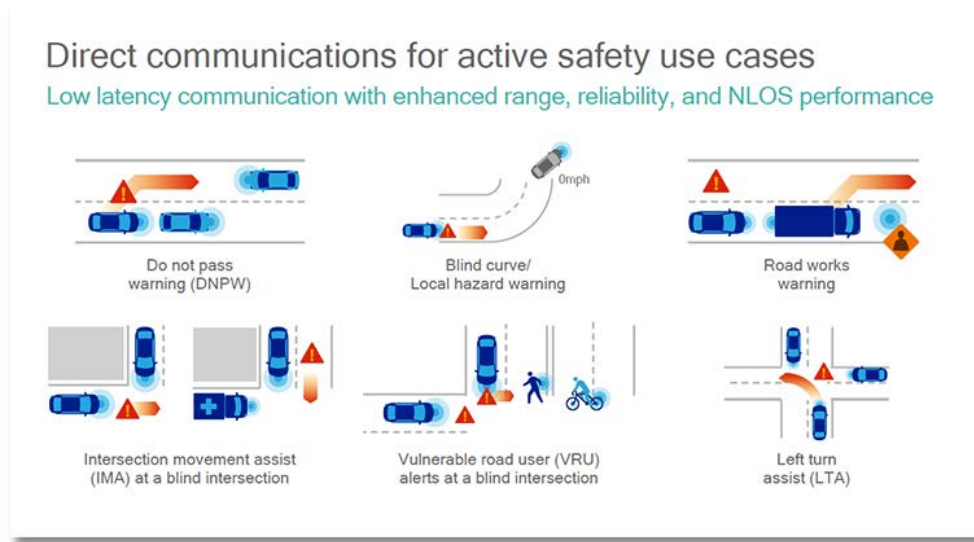 Direct communications for active safety use cases
Low latency communication with enhanced range, reliability, and NLOS performance
Do not pass
warning (DNPW)
0mph
Blind curve/
Local hazard warning
Road works
warning
Intersection movement assist
(IMA) at a blind intersection
Vulnerable road user (VRU)
alerts at a blind intersection
Left turn
assist (LTA)